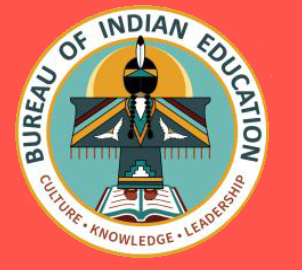 BUREAU OF INDIAN EDUCATION
CULTURE • KNOWLEDGE • LEADERSHIP